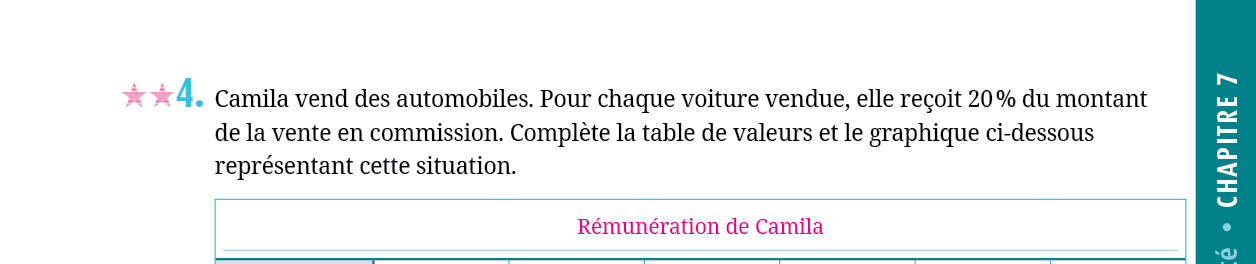 4. Camila vend des automobiles. Pour chaque voiture vendue, elle reçoit 20 % du montant
de la vente en commission. Complète la table de valeurs et le graphique ci-dessous
représentant cette situation.
Rémunération de Camila
té • CHAPITRE 7